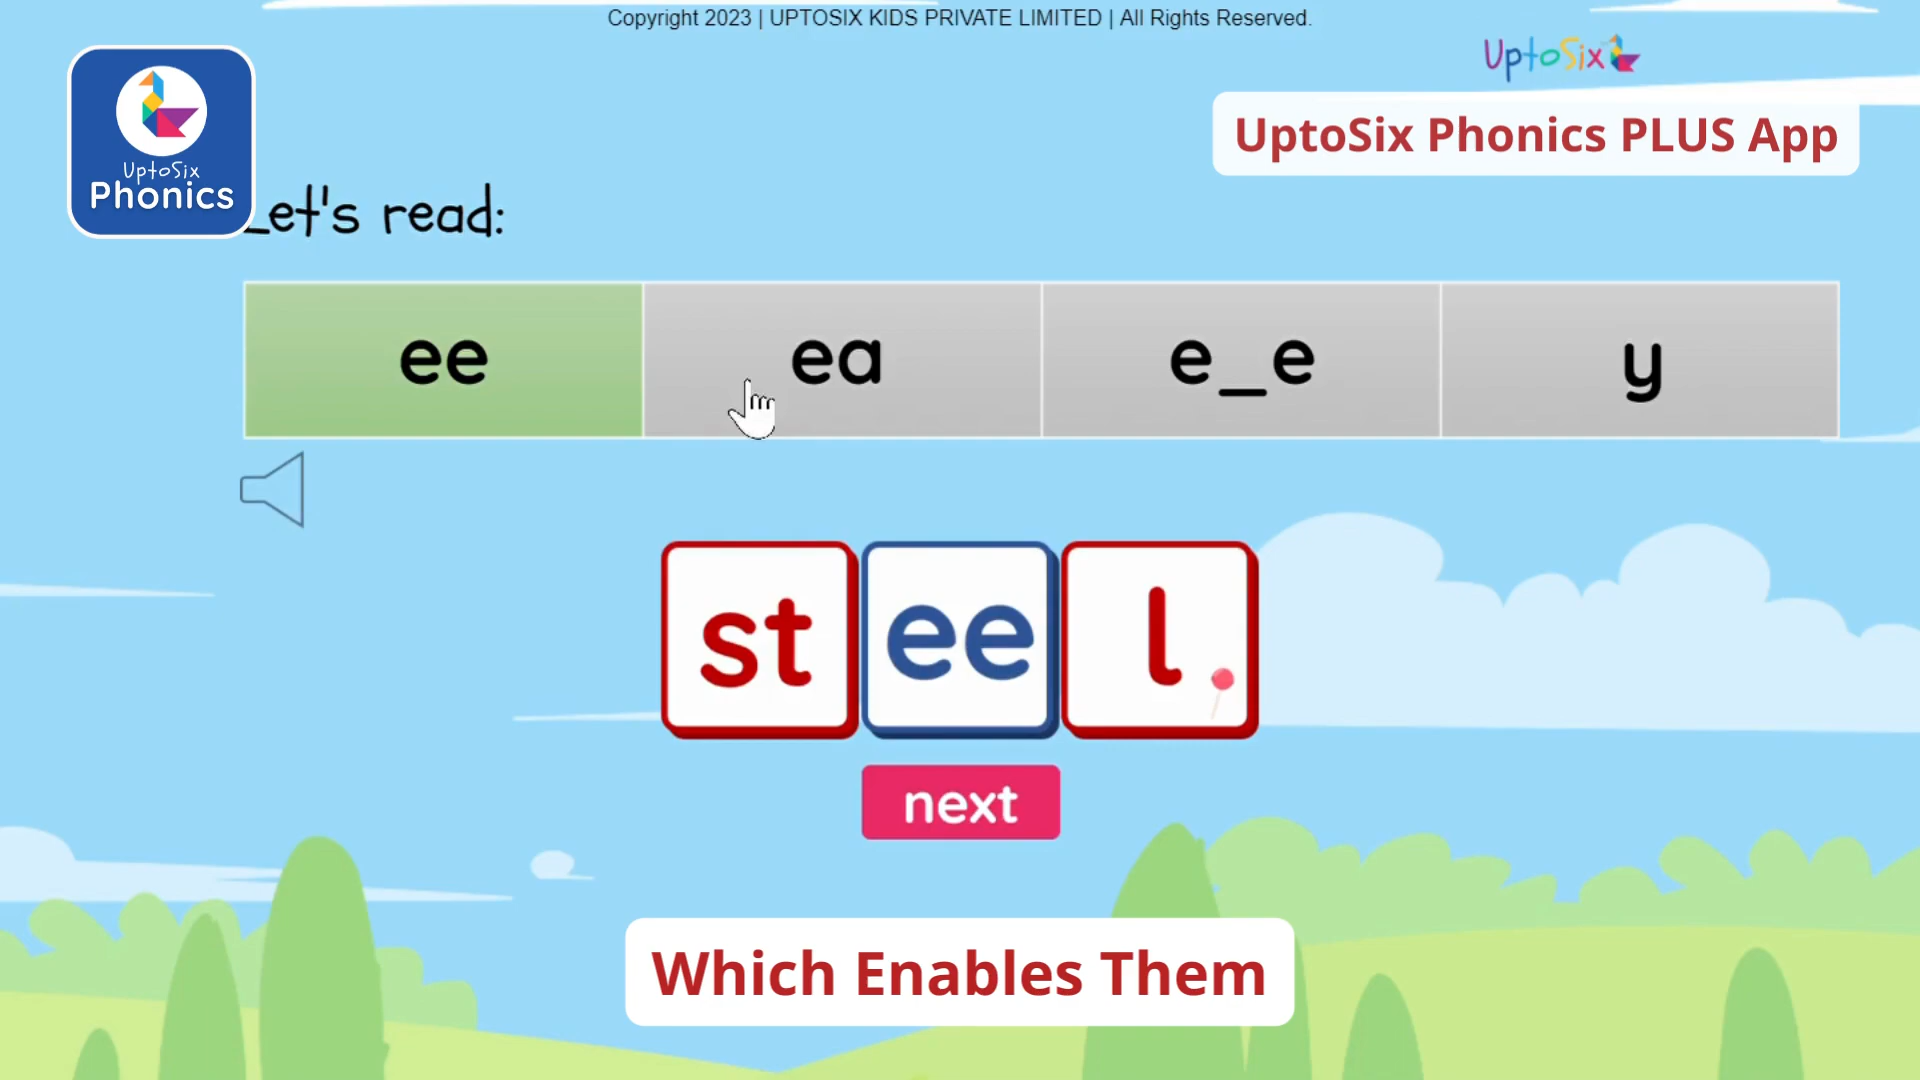 Copyright 2023 | UPTOSIX KIDS PRIVATE LIMITED | All Rights Reserved.
UptoSix
UptoSix Phonics PLUS App
UptoSix
Phonics
Let's read:
ee ea e_e y
st ee l
next
Which Enables Them